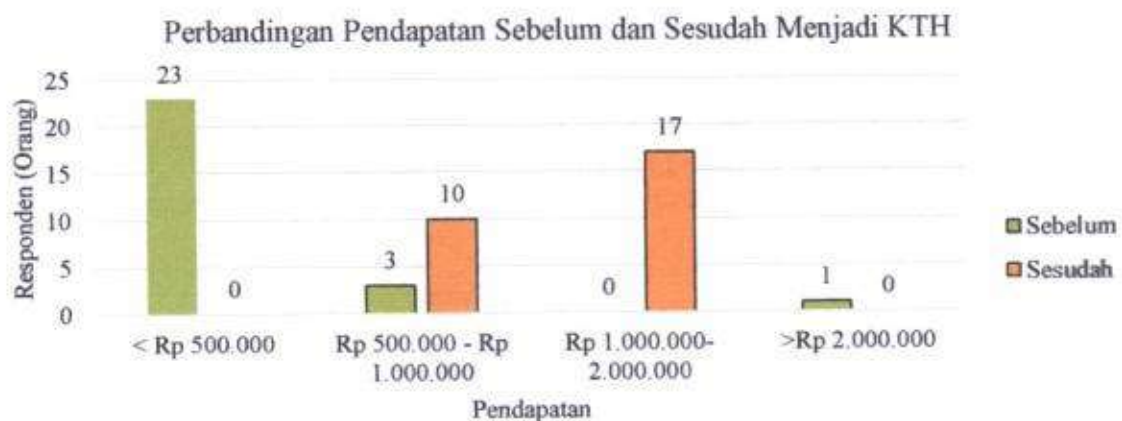 Perbandingan Pendapatan Sebelum dan Sesudah Menjadi KTH
Responden (Orang)
25
20
15
10
5
0
23
0
3
10
0
17
1
0
< Rp 500.000
Rp 500.000 - Rp
1.000.000
Rp 1.000.000-
2.000.000
>Rp 2.000.000
Pendapatan
Sebelum
Sesudah